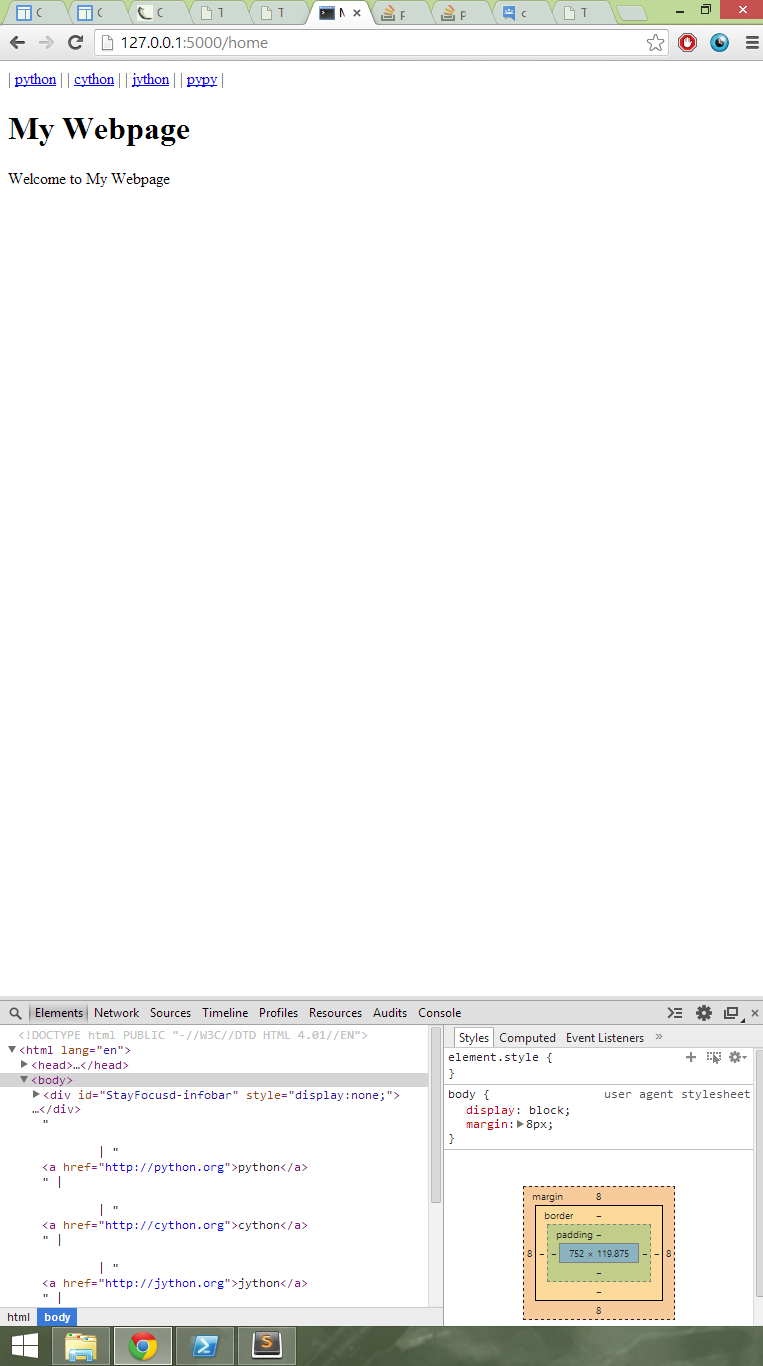 C C C T T M p p c T
127.0.0.1:5000/home
| python | | cython | | jython | | pypy |
My Webpage
Welcome to My Webpage
Elements Network Sources Timeline Profiles Resources Audits Console
<!DOCTYPE html PUBLIC "-//W3C//DTD HTML 4.01//EN">
<html lang="en">
<head>…</head>
<body>
<div id="StayFocusd-infobar" style="display:none;">
…</div>
"
| "
<a href="http://python.org">python</a>
" |
| "
<a href="http://cython.org">cython</a>
" |
| "
<a href="http://jython.org">jython</a>
" |
html body
Styles Computed Event Listeners »
element.style {
}
body { user agent stylesheet
display: block;
margin: 8px;
}
margin 8
border –
padding –
8 – – 752 × 119.875 – – 8
–
–
8